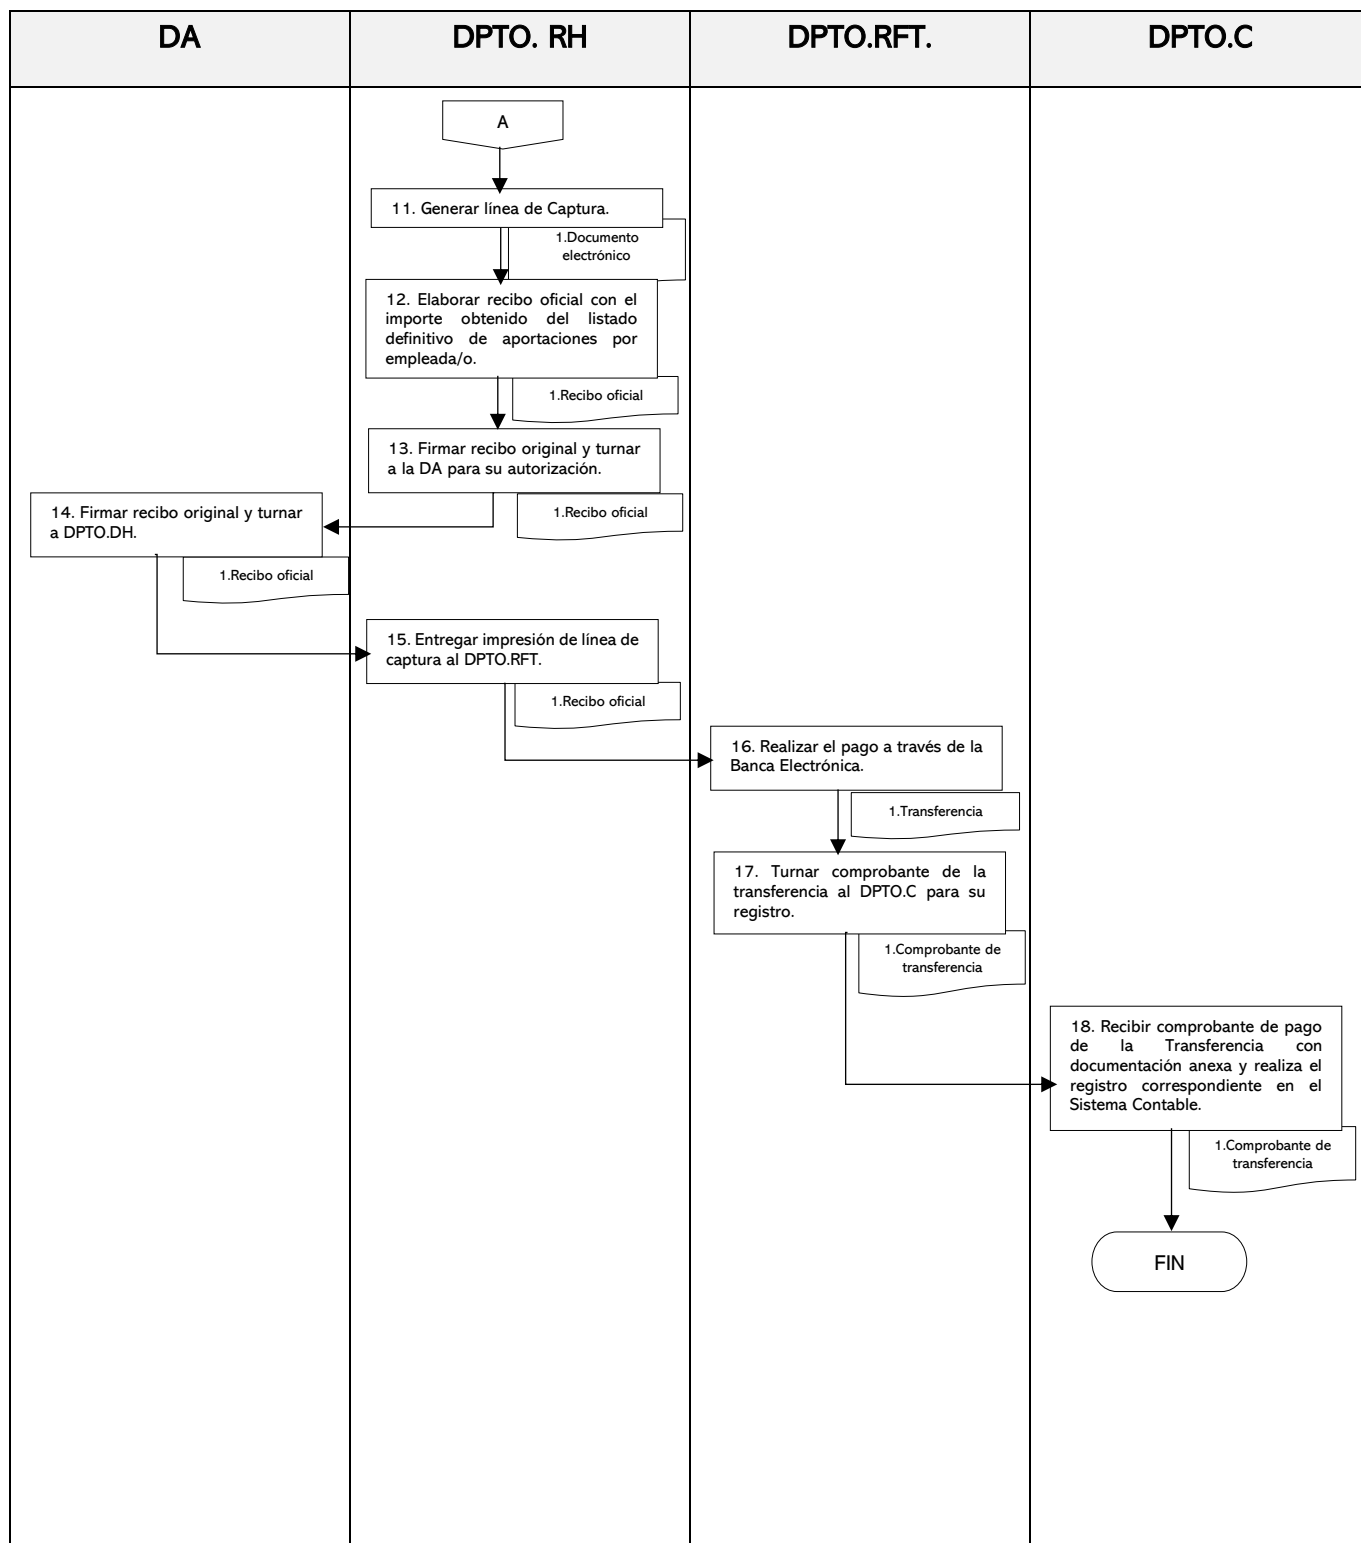 DA
DPTO. RH
DPTO.RFT.
DPTO.C
A
11. Generar línea de Captura.
1.Documento
electrónico
12. Elaborar recibo oficial con el
importe obtenido del listado
definitivo de aportaciones por
empleada/o.
1.Recibo oficial
13. Firmar recibo original y turnar
a la DA para su autorización.
1.Recibo oficial
14. Firmar recibo original y turnar
a DPTO.DH.
1.Recibo oficial
15. Entregar impresión de línea de
captura al DPTO.RFT.
1.Recibo oficial
16. Realizar el pago a través de la
Banca Electrónica.
1.Transferencia
17. Turnar comprobante de la
transferencia al DPTO.C para su
registro.
1.Comprobante de
transferencia
18. Recibir comprobante de pago
de la Transferencia con
documentación anexa y realiza el
registro correspondiente en el
Sistema Contable.
1.Comprobante de
transferencia
FIN